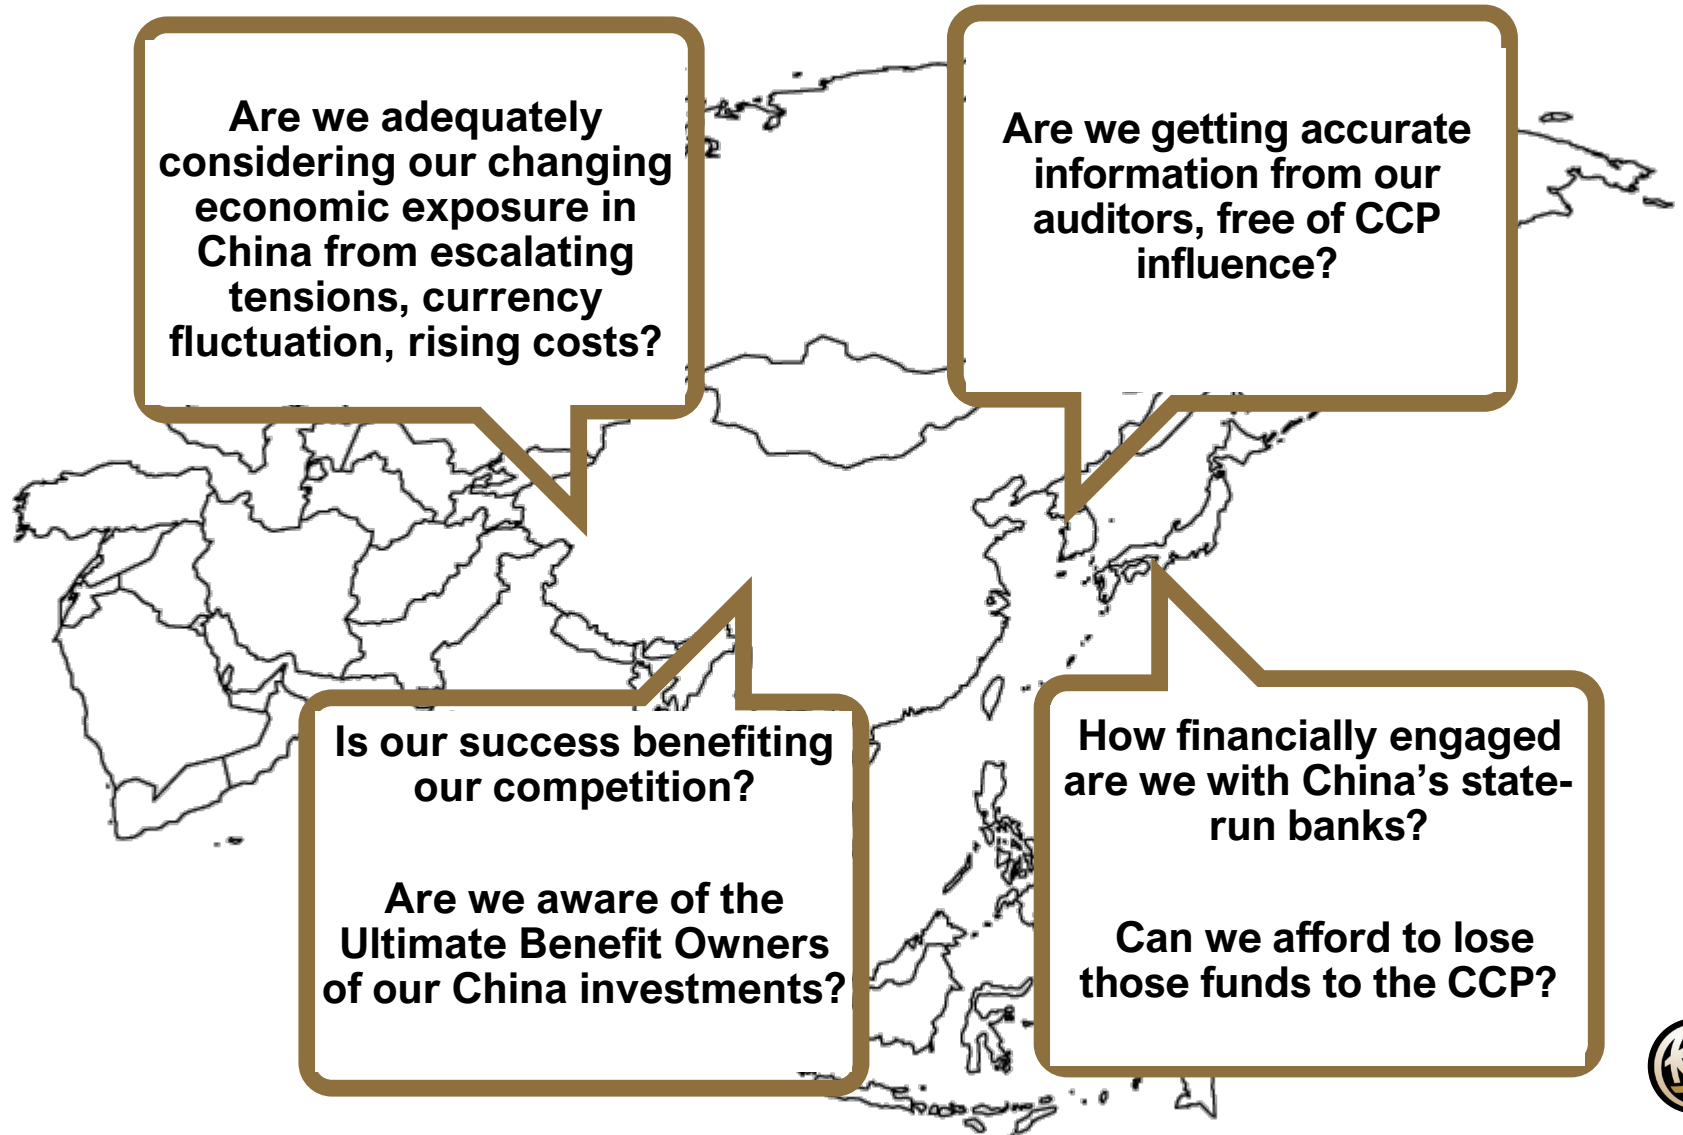 Are we adequately
considering our changing
economic exposure in
China from escalating
tensions, currency
fluctuation, rising costs?
Are we getting accurate
information from our
auditors, free of CCP
influence?
Is our success benefiting
our competition?
Are we aware of the
Ultimate Benefit Owners
of our China investments?
How financially engaged
are we with China’s state-
run banks?
Can we afford to lose
those funds to the CCP?